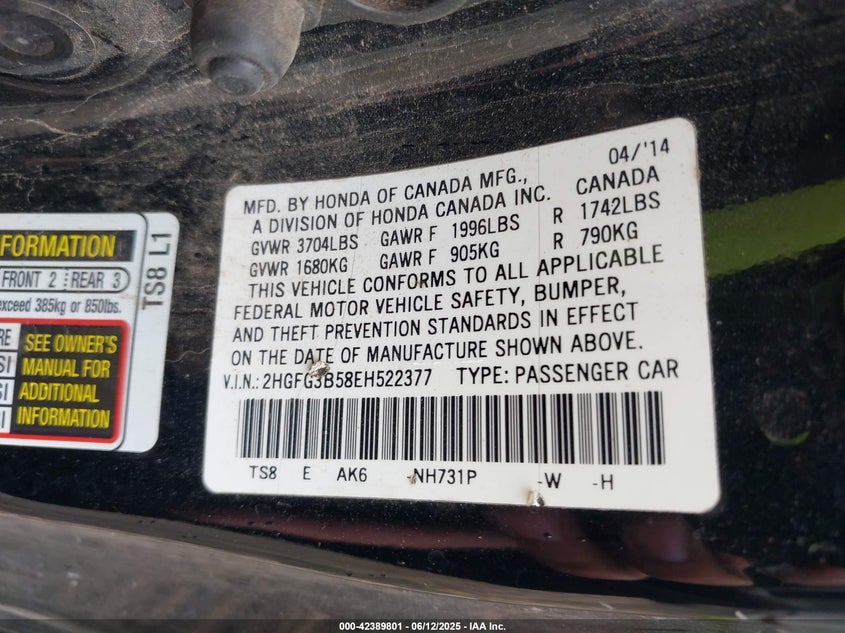 04/'14
MFD. BY HONDA OF CANADA MFG.,
A DIVISION OF HONDA CANADA INC. CANADA
GVWR 3704LBS GAWR F 1996LBS R 1742LBS
GVWR 1680KG GAWR F 905KG R 790KG
THIS VEHICLE CONFORMS TO ALL APPLICABLE
FEDERAL MOTOR VEHICLE SAFETY, BUMPER,
AND THEFT PREVENTION STANDARDS IN EFFECT
ON THE DATE OF MANUFACTURE SHOWN ABOVE.
V.I.N.: 2HGFG3B58EH522377 TYPE: PASSENGER CAR
TS8 E AK6 -NH731P -W -H
FORMATION
FRONT 2 REAR 3
exceed 385kg or 850lbs.
SEE OWNER'S
MANUAL FOR
ADDITIONAL
INFORMATION
TS8 L1
000-42389801 - 06/12/2025 - IAA Inc.